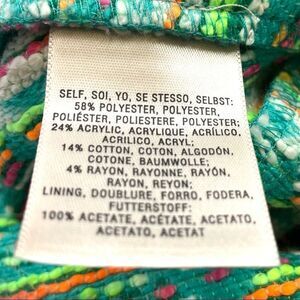 SELF, SOI, YO, SE STESSO, SELBST:
58% POLYESTER, POLYESTER,
POLIÉSTER, POLIESTERE, POLYESTER;
24% ACRYLIC, ACRYLIQUE, ACRÍLICO,
ACRILICO, ACRYL;
14% COTTON, COTON, ALGODÓN,
COTONE, BAUMWOLLE;
4% RAYON, RAYONNE, RAYÓN,
RAYON, REYON;
LINING, DOUBLURE, FORRO, FODERA,
FUTTERSTOFF:
100% ACETATE, ACÉTATE, ACETATO,
ACETATO, ACETAT